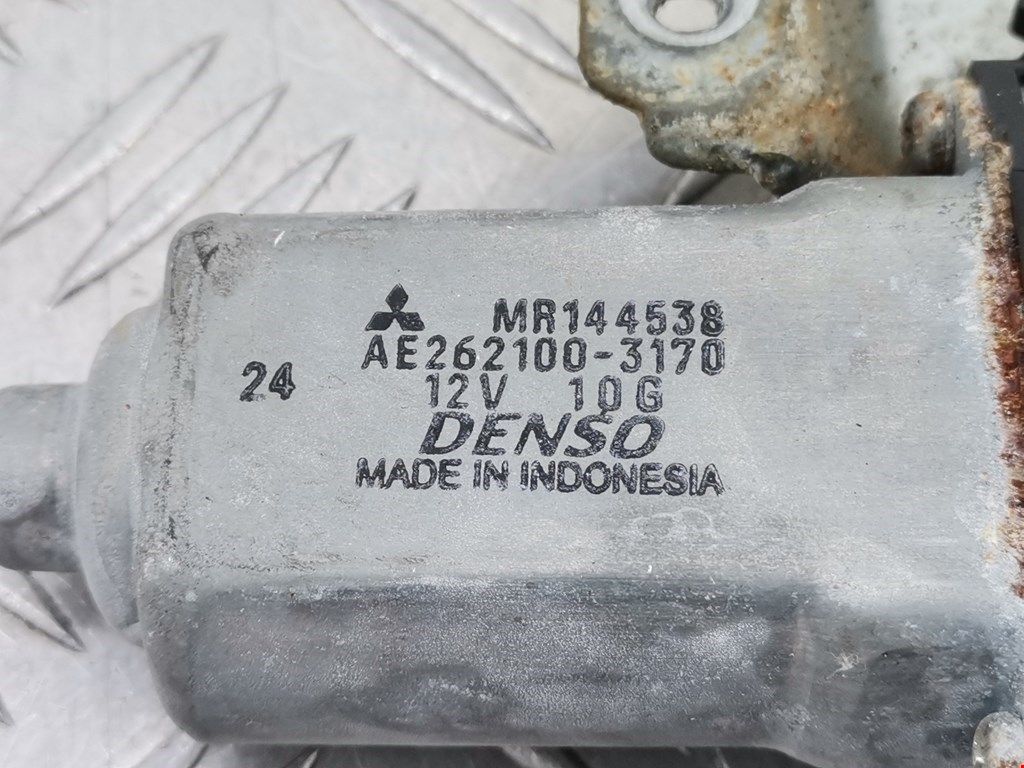 MR144538
AE262100-3170
24
12V 10G
DENSO
MADE IN INDONESIA